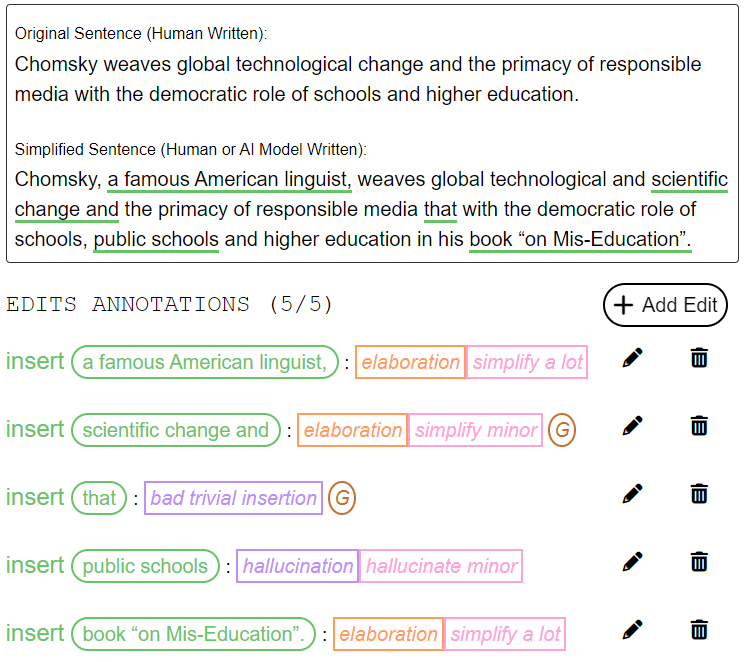 Original Sentence (Human Written):
Chomsky weaves global technological change and the primacy of responsible
media with the democratic role of schools and higher education.
Simplified Sentence (Human or AI Model Written):
Chomsky, a famous American linguist, weaves global technological and scientific
change and the primacy of responsible media that with the democratic role of
schools, public schools and higher education in his book “on Mis-Education”.
EDITS ANNOTATIONS (5/5)
+ Add Edit
insert a famous American linguist, : elaboration simplify a lot
insert scientific change and : elaboration simplify minor G
insert that : bad trivial insertion G
insert public schools : hallucination hallucinate minor
insert book “on Mis-Education”. : elaboration simplify a lot